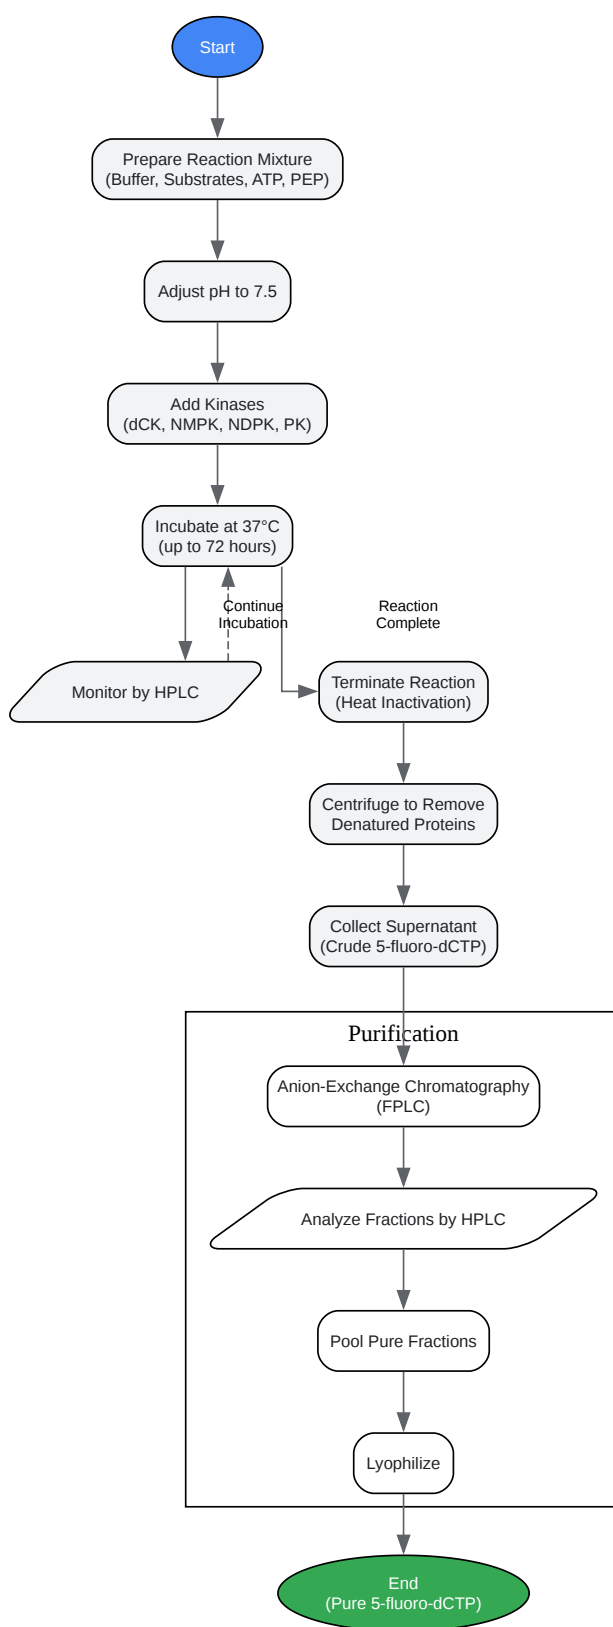 Start
Prepare Reaction Mixture
(Buffer, Substrates, ATP, PEP)
Adjust pH to 7.5
Add Kinases
(dCK, NMPK, NDPK, PK)
Incubate at 37°C
(up to 72 hours)
Continue
Incubation
Reaction
Complete
Monitor by HPLC
Terminate Reaction
(Heat Inactivation)
Centrifuge to Remove
Denatured Proteins
Collect Supernatant
(Crude 5-fluoro-dCTP)
Purification
Anion-Exchange Chromatography
(FPLC)
Analyze Fractions by HPLC
Pool Pure Fractions
Lyophilize
End
(Pure 5-fluoro-dCTP)